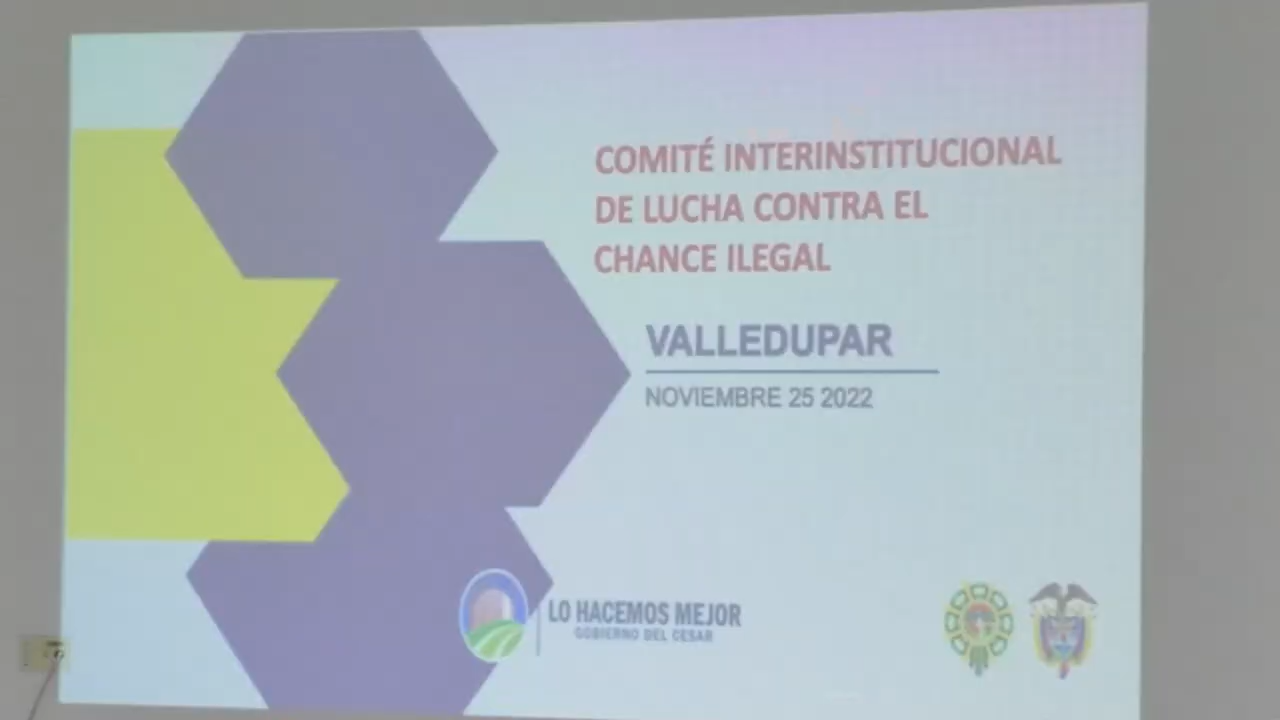 COMITÉ INTERINSTITUCIONAL
DE LUCHA CONTRA EL
CHANCE ILEGAL
VALLEDUPAR
NOVIEMBRE 25 2022
LO HACEMOS MEJOR
GOBIERNO DEL CESAR